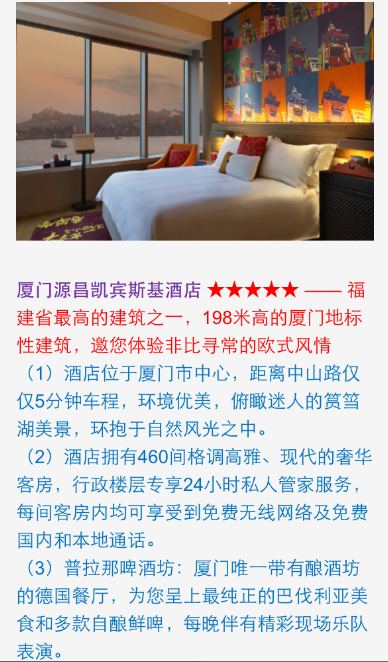 厦门源昌凯宾斯基酒店 ★★★★★ —— 福
建省最高的建筑之一，198米高的厦门地标
性建筑，邀您体验非比寻常的欧式风情
（1）酒店位于厦门市中心，距离中山路仅
仅5分钟车程，环境优美，俯瞰迷人的筼筜
湖美景，环抱于自然风光之中。
（2）酒店拥有460间格调高雅、现代的奢华
客房，行政楼层专享24小时私人管家服务，
每间客房内均可享受到免费无线网络及免费
国内和本地通话。
（3）普拉那啤酒坊：厦门唯一带有酿酒坊
的德国餐厅，为您呈上最纯正的巴伐利亚美
食和多款自酿鲜啤，每晚伴有精彩现场乐队
表演。